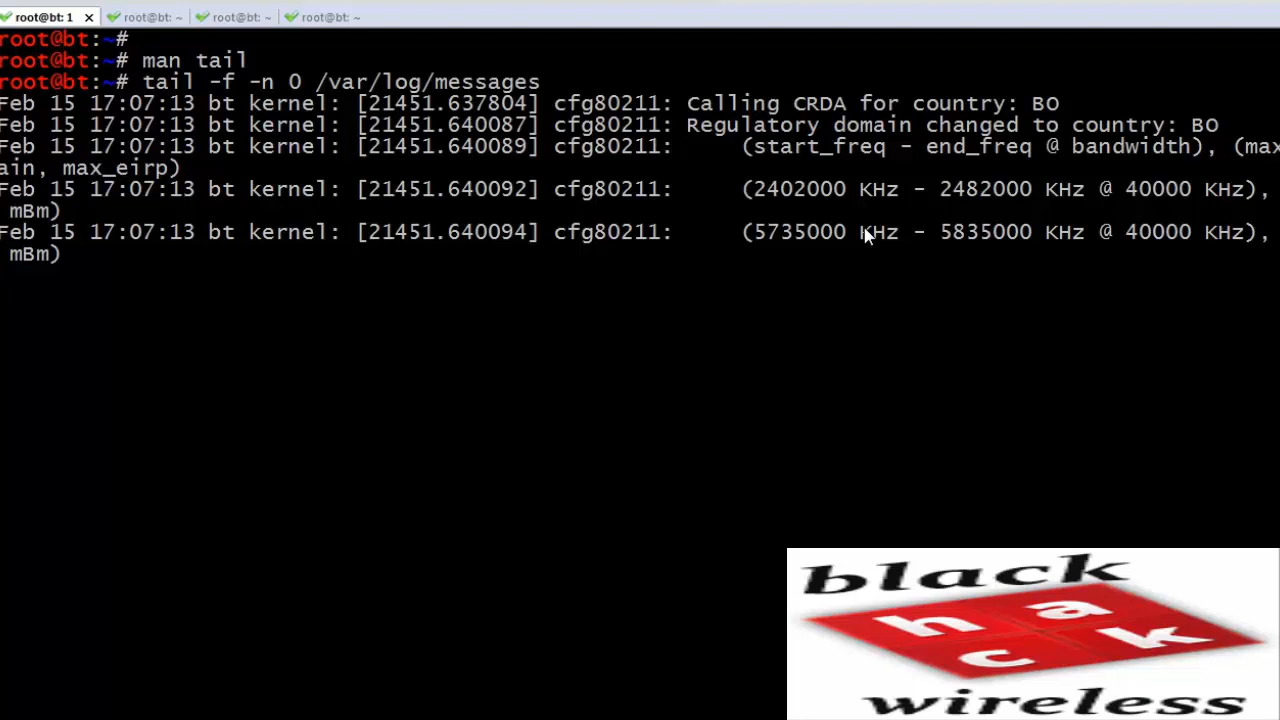 root@bt: 1 root@bt: ~ root@bt: ~ root@bt: ~
root@bt:~#
root@bt:~# man tail
root@bt:~# tail -f -n 0 /var/log/messages
Feb 15 17:07:13 bt kernel: [21451.637804] cfg80211: Calling CRDA for country: BO
Feb 15 17:07:13 bt kernel: [21451.640087] cfg80211: Regulatory domain changed to country: BO
Feb 15 17:07:13 bt kernel: [21451.640089] cfg80211: (start_freq - end_freq @ bandwidth), (max
ain, max_eirp)
Feb 15 17:07:13 bt kernel: [21451.640092] cfg80211: (2402000 KHz - 2482000 KHz @ 40000 KHz),
mBm)
Feb 15 17:07:13 bt kernel: [21451.640094] cfg80211: (5735000 KHz - 5835000 KHz @ 40000 KHz),
mBm)
black
h a
c k
wireless